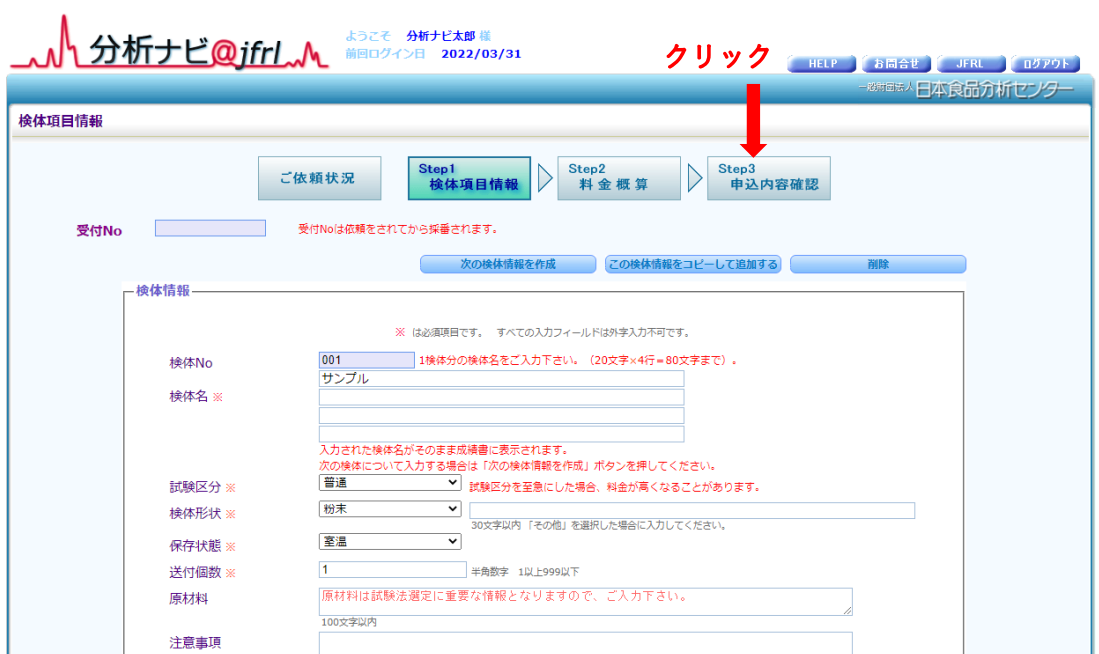 分析ナビ@jfrl
ようこそ 分析ナビ太郎 様
前回ログイン日 2022/03/31
クリック
HELP お問合せ JFRL ログアウト
一般財団法人 日本食品分析センター
検体項目情報
ご依頼状況
Step1
検体項目情報
Step2
料金概算
Step3
申込内容確認
受付No 受付Noは依頼をされてから採番されます。
次の検体情報を作成 この検体情報をコピーして追加する 削除
検体情報
※ は必須項目です。 すべての入力フィールドは外字入力不可です。
検体No 001 1検体分の検体名をご入力下さい。（20文字×4行＝80文字まで）。
サンプル
検体名 ※
入力された検体名がそのまま成績書に表示されます。
次の検体について入力する場合は「次の検体情報を作成」ボタンを押してください。
試験区分 ※ 普通 試験区分を至急にした場合、料金が高くなることがあります。
検体形状 ※ 粉末
30文字以内 「その他」を選択した場合に入力してください。
保存状態 ※ 室温
送付個数 ※ 1 半角数字 1以上999以下
原材料 原材料は試験法選定に重要な情報となりますので、ご入力下さい。
100文字以内
注意事項